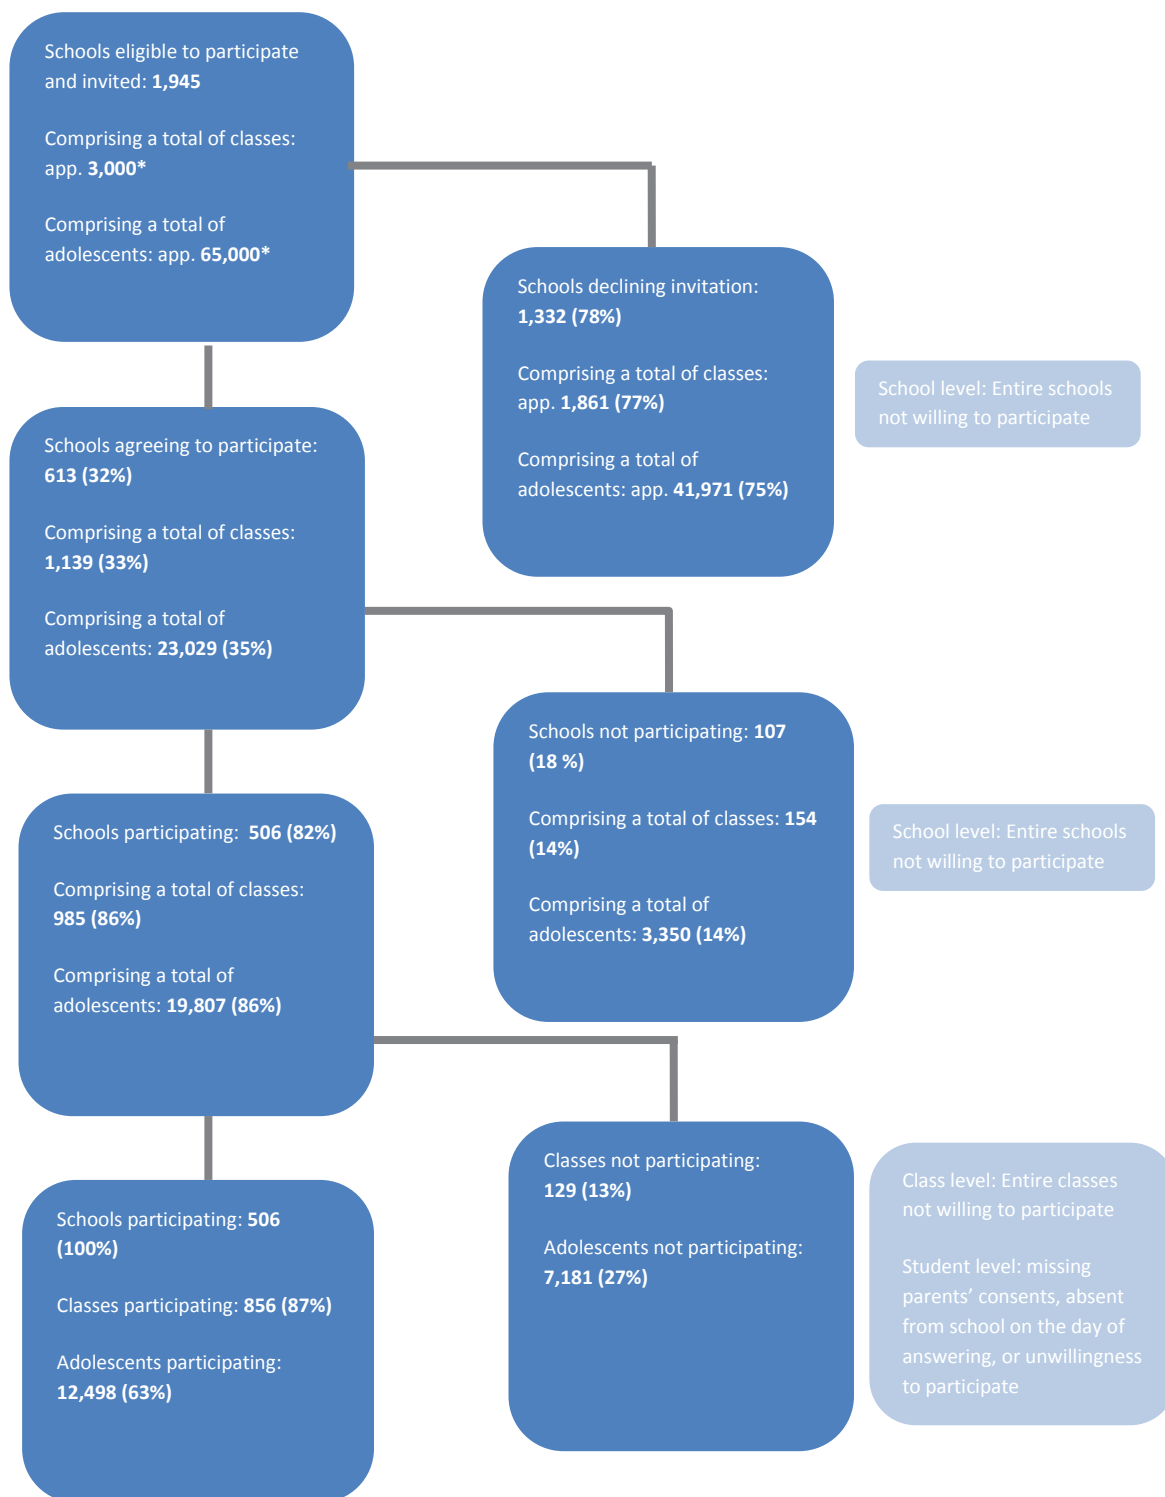 Schools eligible to participate
and invited: 1,945
Comprising a total of classes:
app. 3,000*
Comprising a total of
adolescents: app. 65,000*
Schools declining invitation:
1,332 (78%)
Comprising a total of classes:
app. 1,861 (77%)
Comprising a total of
adolescents: app. 41,971 (75%)
School level: Entire schools
not willing to participate
Schools agreeing to participate:
613 (32%)
Comprising a total of classes:
1,139 (33%)
Comprising a total of
adolescents: 23,029 (35%)
Schools not participating: 107
(18 %)
Comprising a total of classes: 154
(14%)
Comprising a total of
adolescents: 3,350 (14%)
School level: Entire schools
not willing to participate
Schools participating:  506 (82%)
Comprising a total of classes:
985 (86%)
Comprising a total of
adolescents: 19,807 (86%)
Classes not participating:
129 (13%)
Adolescents not participating:
7,181 (27%)
Class level: Entire classes
not willing to participate
Student level: missing
parents’ consents, absent
from school on the day of
answering, or unwillingness
to participate
Schools participating: 506
(100%)
Classes participating: 856 (87%)
Adolescents participating:
12,498 (63%)